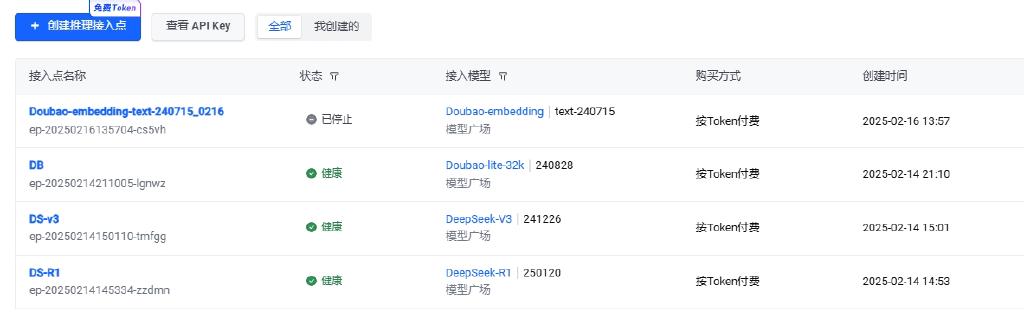 免费Token
+ 创建推理接入点
查看 API Key
全部
我创建的
接入点名称 状态 接入模型 购买方式 创建时间
Doubao-embedding-text-240715_0216 已停止 Doubao-embedding | text-240715 按Token付费 2025-02-16 13:57
ep-20250216135704-cs5vh 模型广场
DB 健康 Doubao-lite-32k | 240828 按Token付费 2025-02-14 21:10
ep-20250214211005-lgnwz 模型广场
DS-v3 健康 DeepSeek-V3 | 241226 按Token付费 2025-02-14 15:01
ep-20250214150110-tmfgg 模型广场
DS-R1 健康 DeepSeek-R1 | 250120 按Token付费 2025-02-14 14:53
ep-20250214145334-zzdmn 模型广场